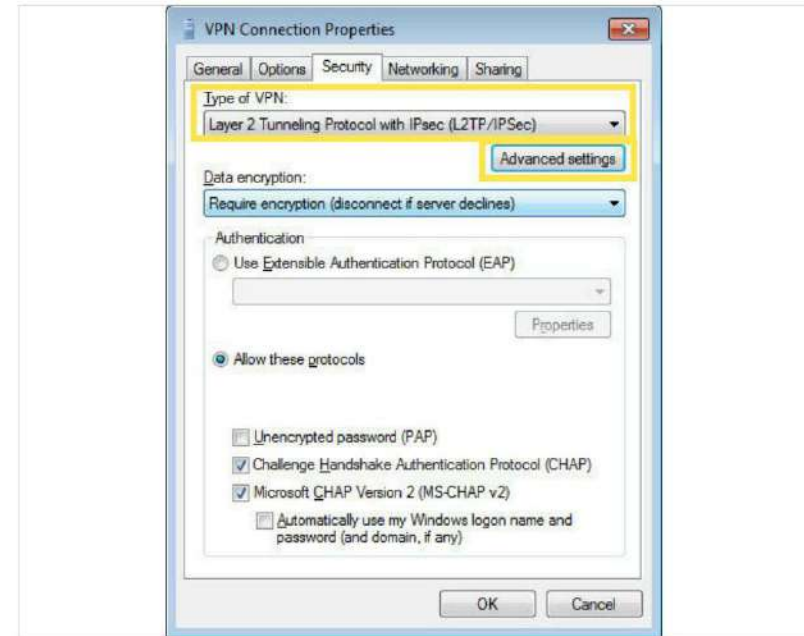 VPN Connection Properties
General Options Security Networking Sharing
Type of VPN:
Layer 2 Tunneling Protocol with IPsec (L2TP/IPSec)
Advanced settings
Data encryption:
Require encryption (disconnect if server declines)
Authentication
Use Extensible Authentication Protocol (EAP)
Properties
Allow these protocols
Unencrypted password (PAP)
Challenge Handshake Authentication Protocol (CHAP)
Microsoft CHAP Version 2 (MS-CHAP v2)
Automatically use my Windows logon name and
password (and domain, if any)
OK Cancel